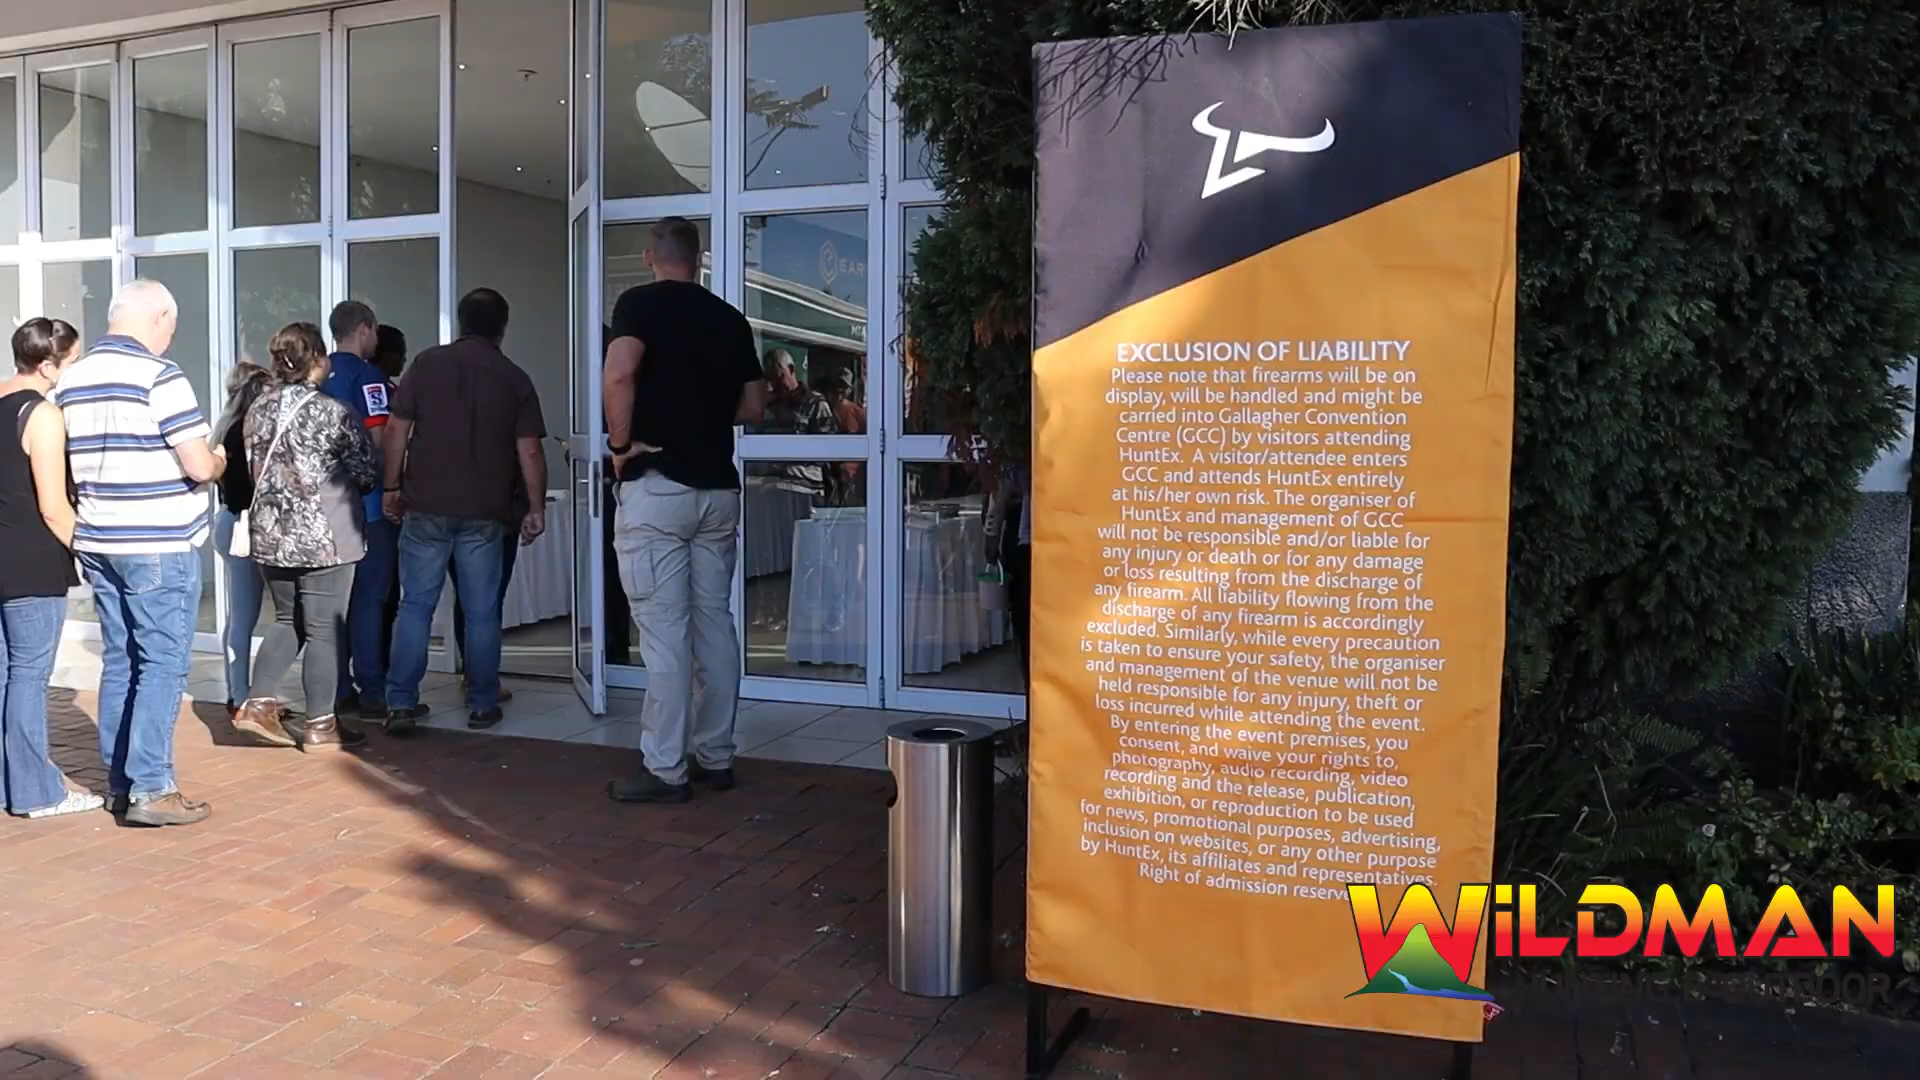 EXCLUSION OF LIABILITY
Please note that firearms will be on
display, will be handled and might be
carried into Gallagher Convention
Centre (GCC) by visitors attending
HuntEx. A visitor/attendee enters
GCC and attends HuntEx entirely
at his/her own risk. The organiser of
HuntEx and management of GCC
will not be responsible and/or liable for
any injury or death or for any damage
or loss resulting from the discharge of
any firearm. All liability flowing from the
discharge of any firearm is accordingly
excluded. Similarly, while every precaution
is taken to ensure your safety, the organiser
and management of the venue will not be
held responsible for any injury, theft or
loss incurred while attending the event.
By entering the event premises, you
consent, and waive your rights to,
photography, audio recording, video
recording and the release, publication,
exhibition, or reproduction to be used
for news, promotional purposes, advertising,
inclusion on websites, or any other purpose
by HuntEx, its affiliates and representatives.
Right of admission
WiLDMAN